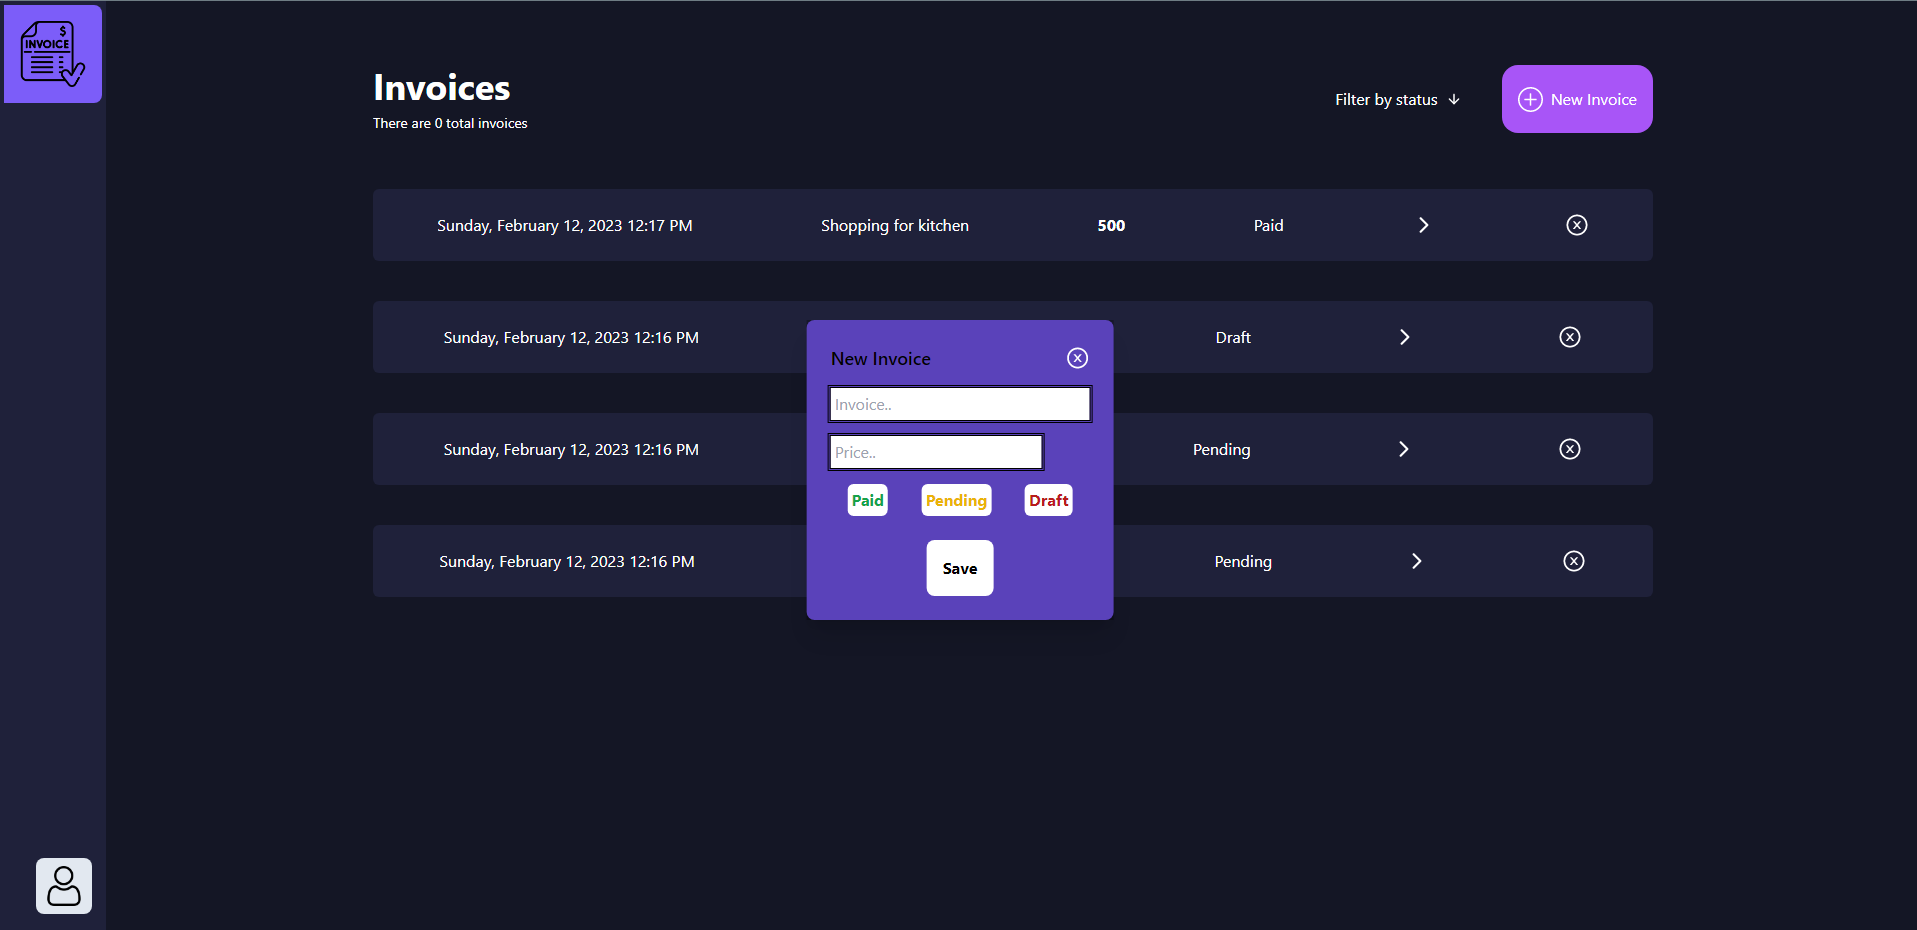 $
INVOICE
Invoices
There are 0 total invoices
Filter by status
New Invoice
Sunday, February 12, 2023 12:17 PM Shopping for kitchen 500 Paid
Sunday, February 12, 2023 12:16 PM Draft
Sunday, February 12, 2023 12:16 PM Pending
Sunday, February 12, 2023 12:16 PM Pending
New Invoice
Invoice..
Price..
Paid Pending Draft
Save